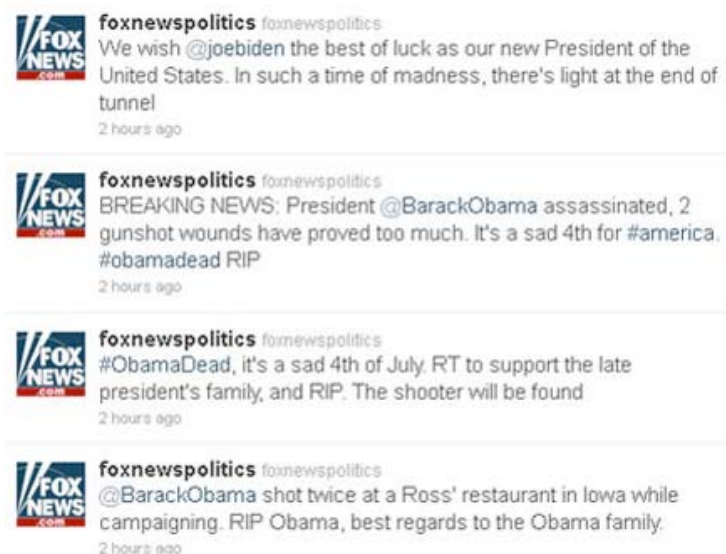 foxnewspolitics foxnewspolitics
FOX
NEWS
.com
We wish @joebiden the best of luck as our new President of the
United States. In such a time of madness, there's light at the end of
tunnel
2 hours ago
foxnewspolitics foxnewspolitics
FOX
NEWS
.com
BREAKING NEWS: President @BarackObama assassinated, 2
gunshot wounds have proved too much. It's a sad 4th for #america.
#obamadead RIP
2 hours ago
foxnewspolitics foxnewspolitics
FOX
NEWS
.com
#ObamaDead, it's a sad 4th of July. RT to support the late
president's family, and RIP. The shooter will be found
2 hours ago
foxnewspolitics foxnewspolitics
FOX
NEWS
.com
@BarackObama shot twice at a Ross' restaurant in Iowa while
campaigning. RIP Obama, best regards to the Obama family.
2 hours ago